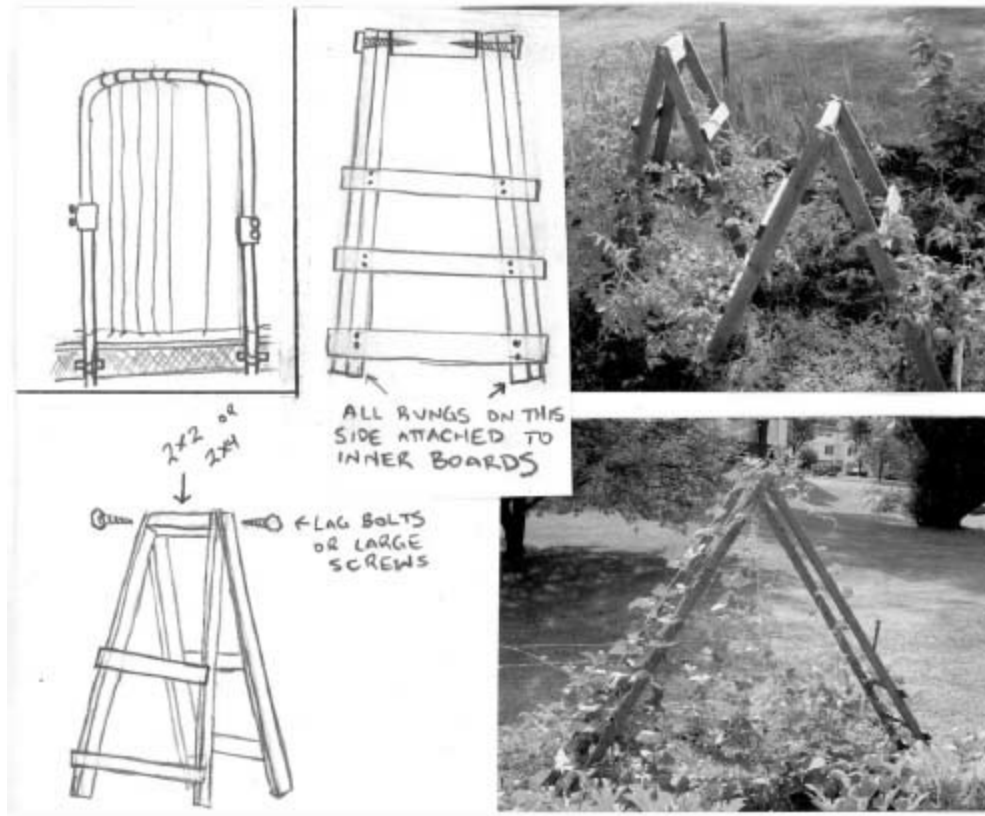 ALL RUNGS ON THIS
SIDE ATTACHED TO
INNER BOARDS
2x2 OR
2x4
LAG BOLTS
OR LARGE
SCREWS